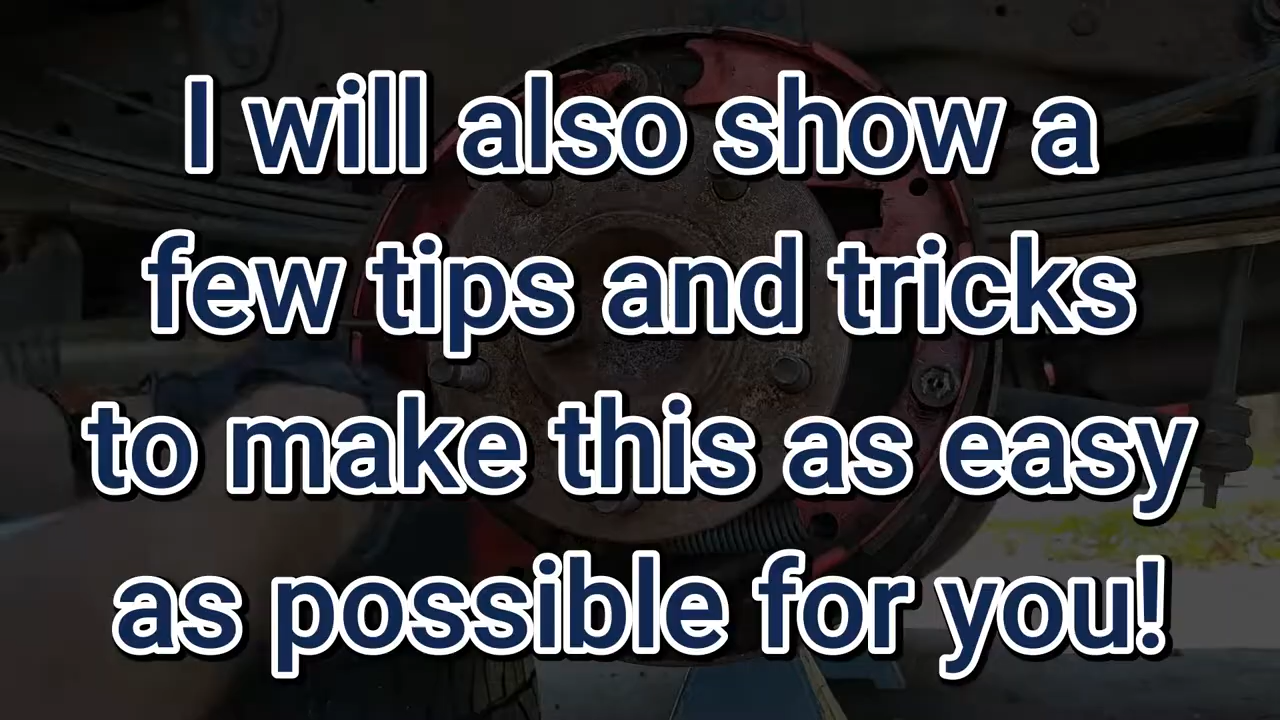 I will also show a
few tips and tricks
to make this as easy
as possible for you!